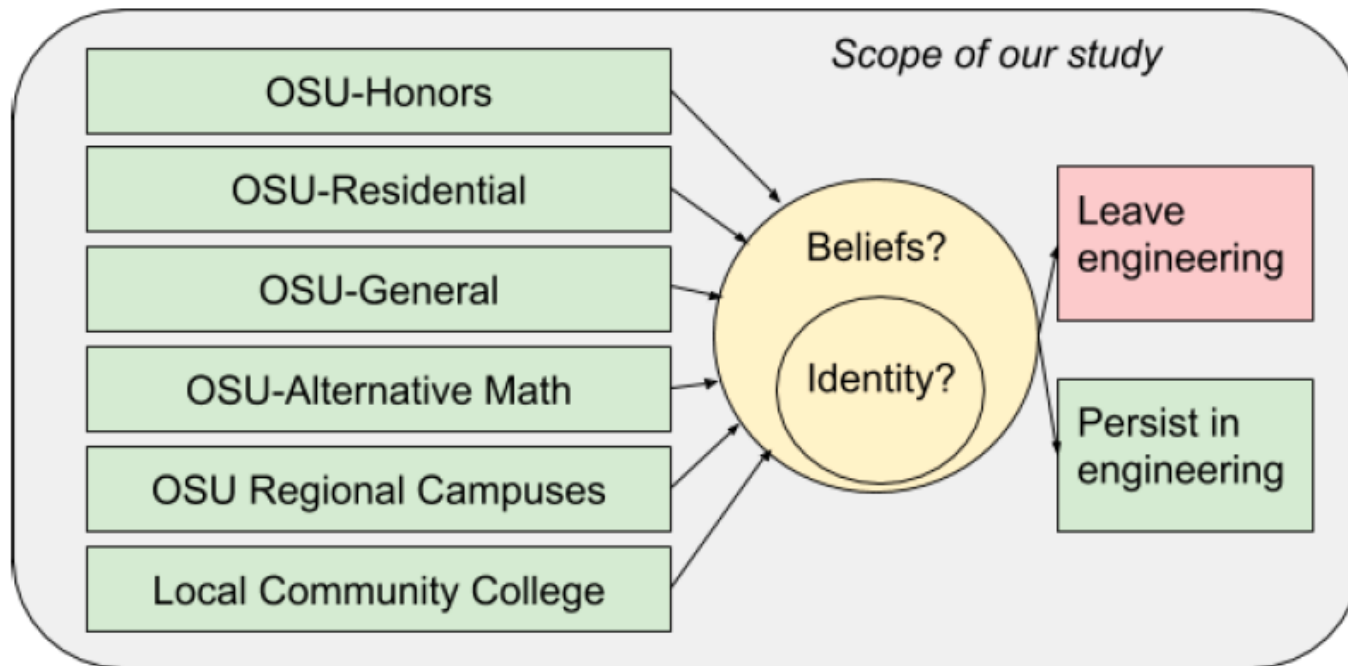 Scope of our study
OSU-Honors
OSU-Residential
OSU-General
OSU-Alternative Math
OSU Regional Campuses
Local Community College
Beliefs?
Identity?
Leave
engineering
Persist in
engineering